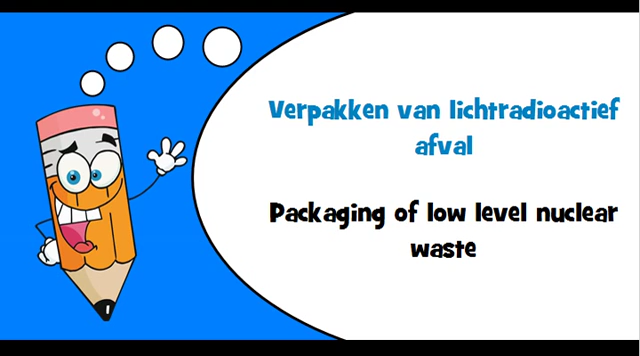 Verpakken van lichtradioactief
afval
Packaging of low level nuclear
waste